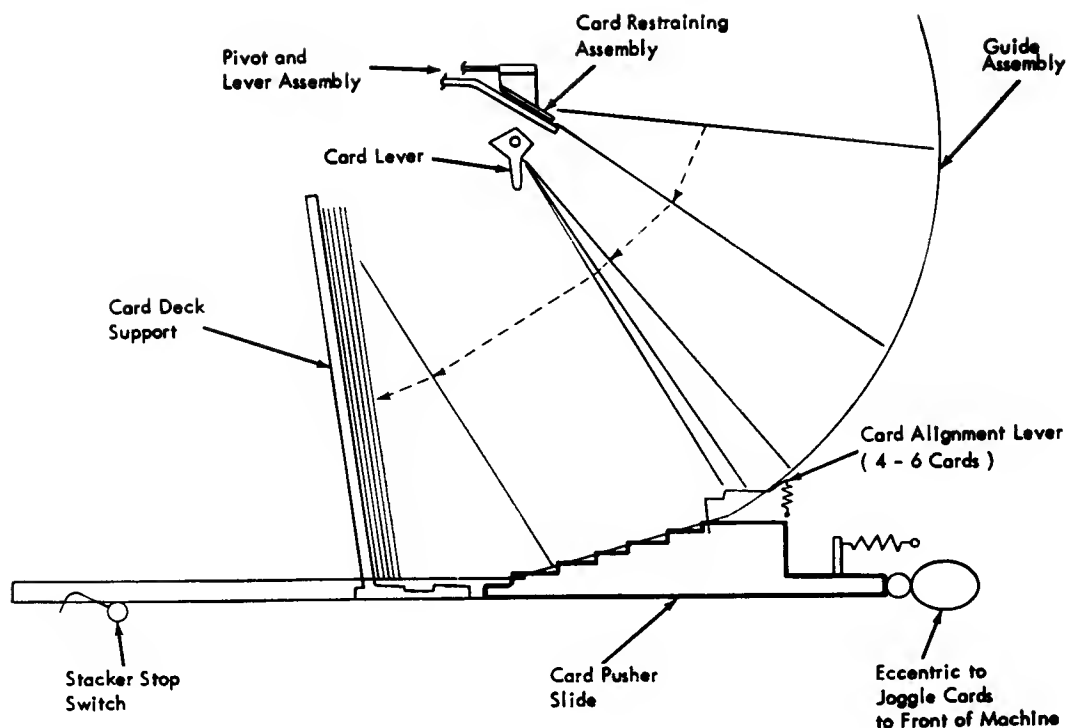 Card Restraining
Assembly
Guide
Assembly
Pivot and
Lever Assembly
Card Lever
Card Deck
Support
Card Alignment Lever
( 4 - 6 Cards )
Stacker Stop
Switch
Card Pusher
Slide
Eccentric to
Joggle Cards
to Front of Machine